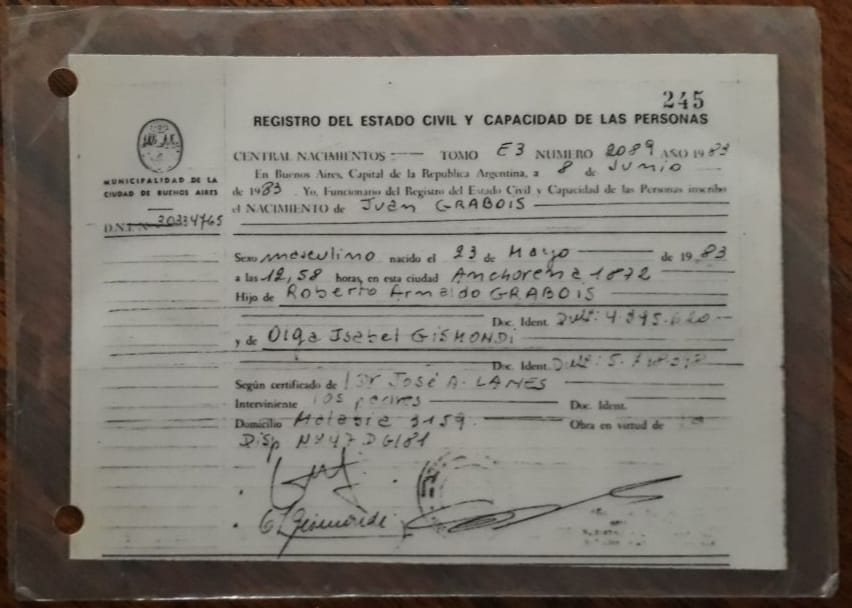 245
REGISTRO DEL ESTADO CIVIL Y CAPACIDAD DE LAS PERSONAS
MUNICIPALIDAD DE LA
CIUDAD DE BUENOS AIRES
CENTRAL NACIMIENTOS TOMO E3 NUMERO 2089 AÑO 1983
En Buenos Aires, Capital de la Republica Argentina, a 8 de Junio
de 1983. Yo, Funcionario del Registro del Estado Civil y Capacidad de las Personas inscribo
el NACIMIENTO de Juan GRABOIS
D.N.I. Nº 30334765
Sexo masculino nacido el 23 de Mayo de 1983
a las 12,58 horas, en esta ciudad Anchorena 1872
Hijo de Roberto Arnaldo GRABOIS
Doc. Ident.
y de Olga Isabel GISMONDI
Doc. Ident.
Según certificado de Dr José A. LANES
Interviniente los padres Doc. Ident.
Domicilio 3159 Obra en virtud de
Disp